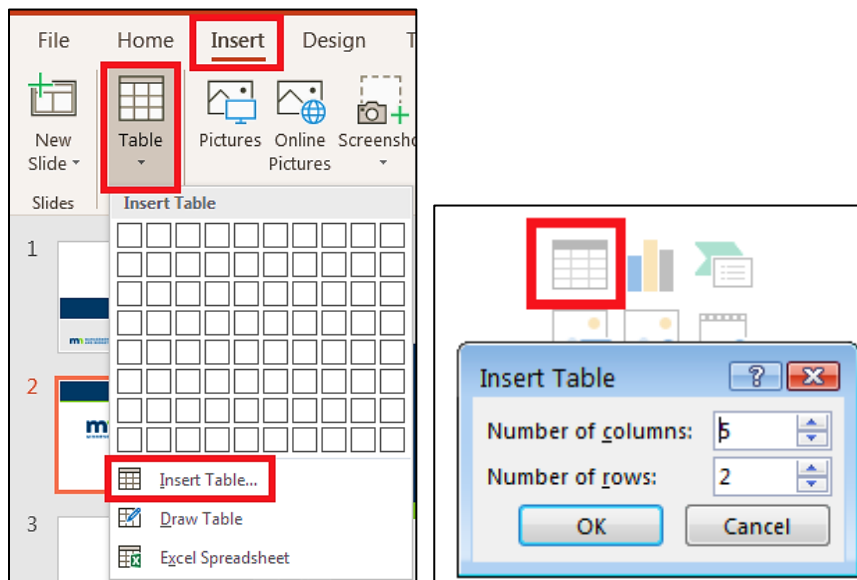 File Home Insert Design T
New Slide
Table
Pictures
Online Pictures
Screensho
Slides
Insert Table
1
2
3
Insert Table...
Draw Table
Excel Spreadsheet
Insert Table
Number of columns: 5
Number of rows: 2
OK Cancel